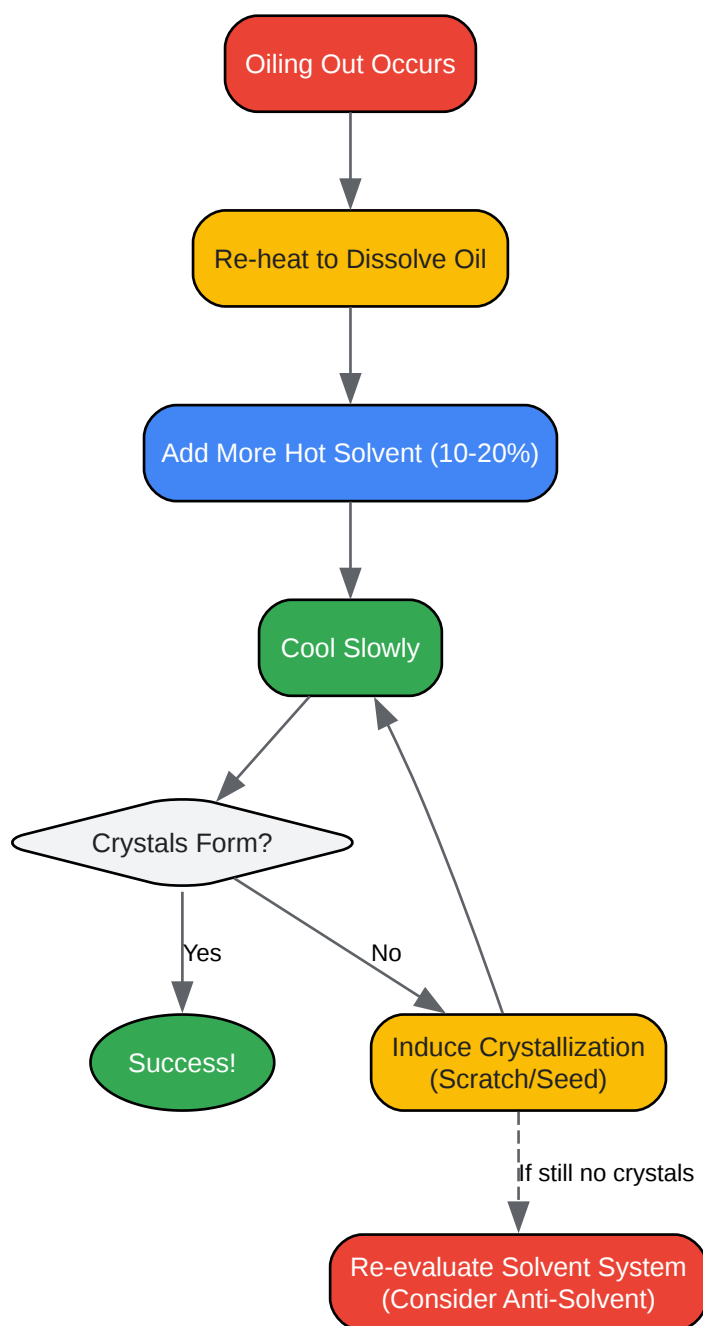 Oiling Out Occurs
Re-heat to Dissolve Oil
Add More Hot Solvent (10-20%)
Cool Slowly
Crystals Form?
Yes
No
Success!
Induce Crystallization
(Scratch/Seed)
If still no crystals
Re-evaluate Solvent System
(Consider Anti-Solvent)